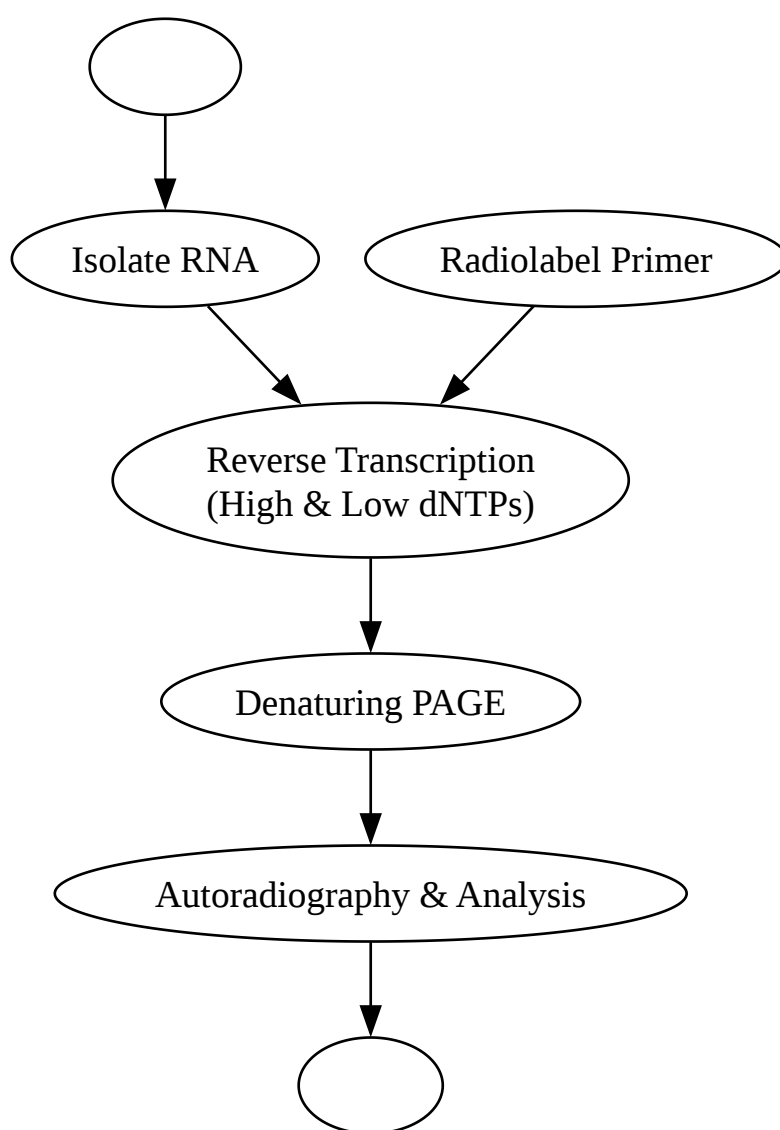 Isolate RNA
Radiolabel Primer
Reverse Transcription
(High & Low dNTPs)
Denaturing PAGE
Autoradiography & Analysis